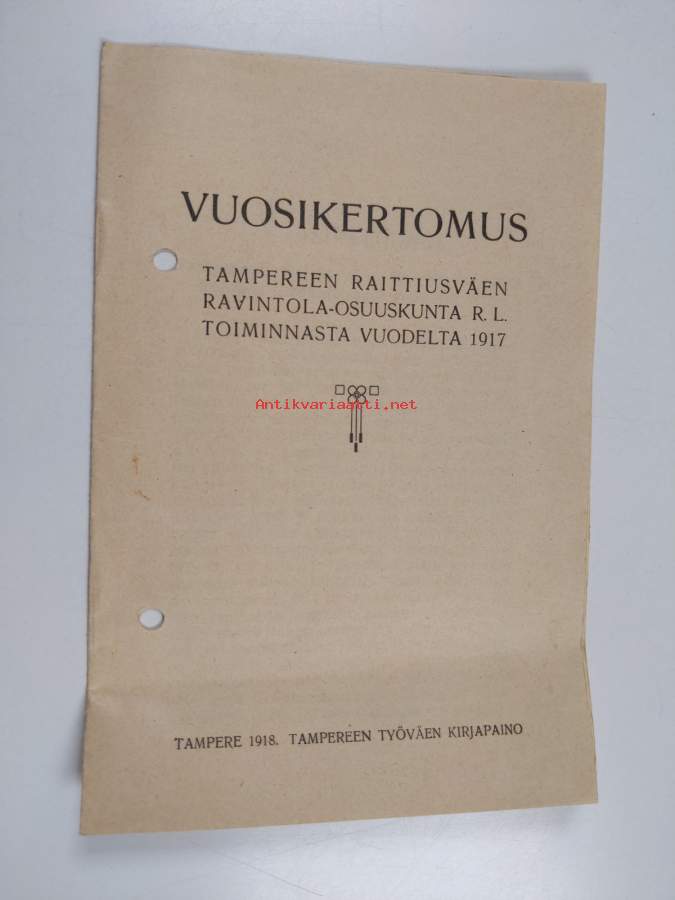 VUOSIKERTOMUS
TAMPEREEN RAITTIUSVÄEN
RAVINTOLA-OSUUSKUNTA R. L.
TOIMINNASTA VUODELTA 1917
Antikvariaatti.net
TAMPERE 1918. TAMPEREEN TYÖVÄEN KIRJAPAINO